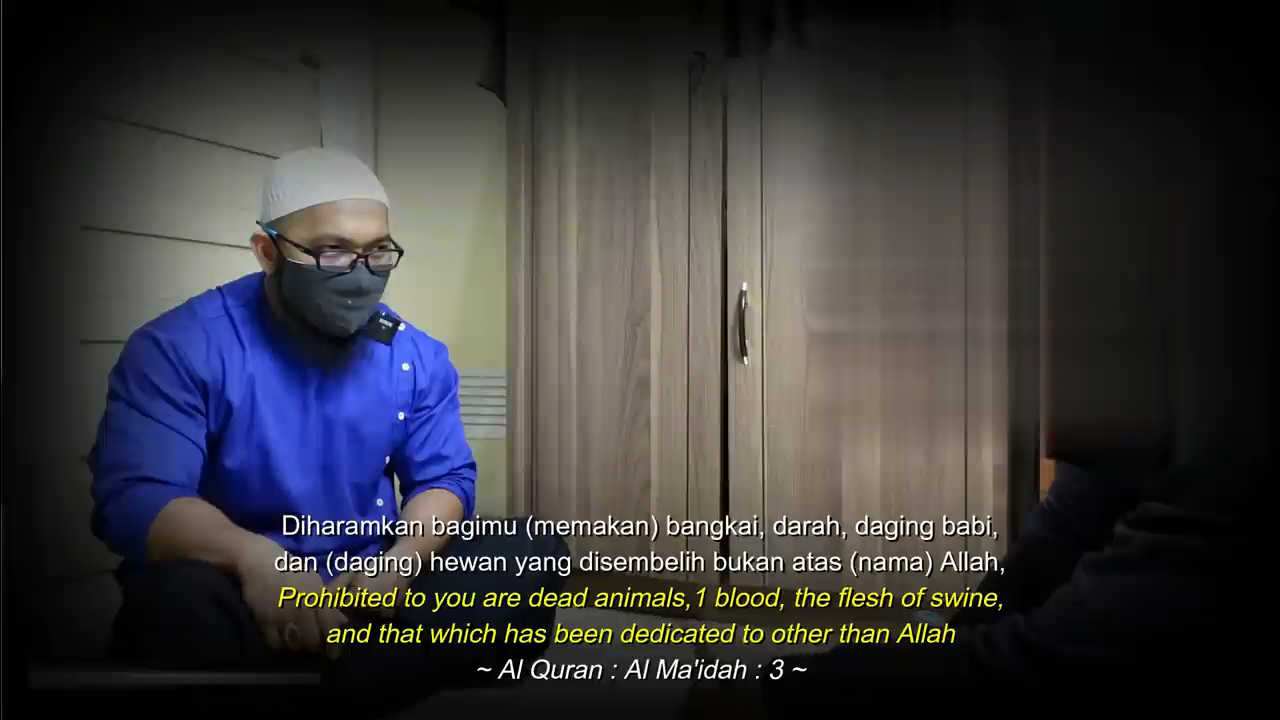 Diharamkan bagimu (memakan) bangkai, darah, daging babi,
dan (daging) hewan yang disembelih bukan atas (nama) Allah,
Prohibited to you are dead animals,1 blood, the flesh of swine,
and that which has been dedicated to other than Allah
~ Al Quran : Al Ma'idah : 3 ~